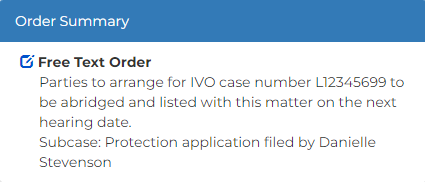 Order Summary
Free Text Order
Parties to arrange for IVO case number L12345699 to
be abridged and listed with this matter on the next
hearing date.
Subcase: Protection application filed by Danielle
Stevenson